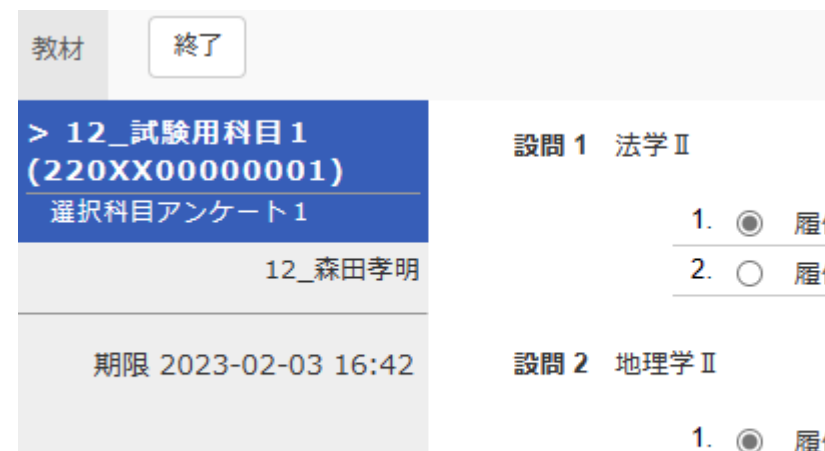 教材
終了
> 12_試験用科目1
(220XX00000001)
選択科目アンケート1
12_森田孝明
期限 2023-02-03 16:42
設問 1 法学Ⅱ
1.
2.
設問 2 地理学Ⅱ
1.